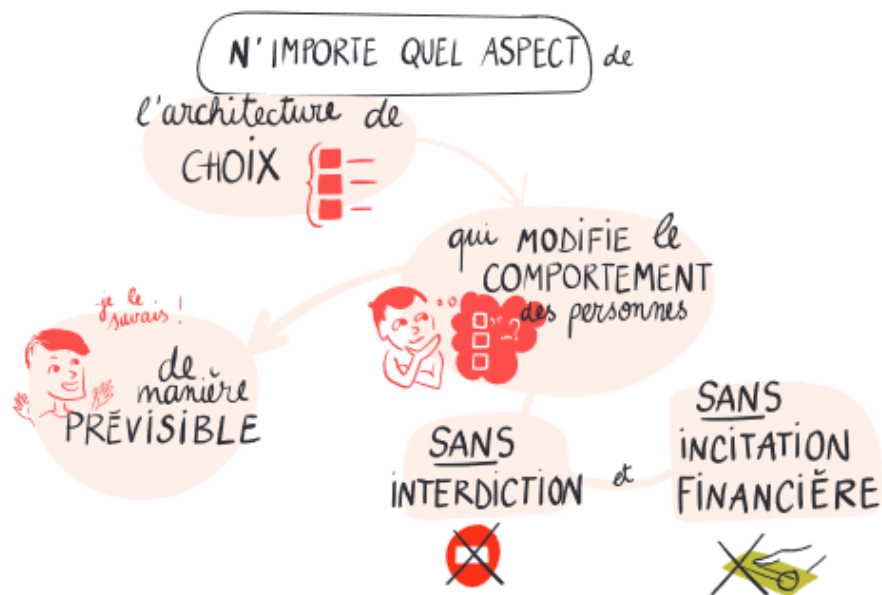 N'IMPORTE QUEL ASPECT de
l'architecture de
CHOIX
qui MODIFIE le
COMPORTEMENT
des personnes
je le
savais !
de
manière
PRÉVISIBLE
SANS
INTERDICTION
et
SANS
INCITATION
FINANCIÈRE